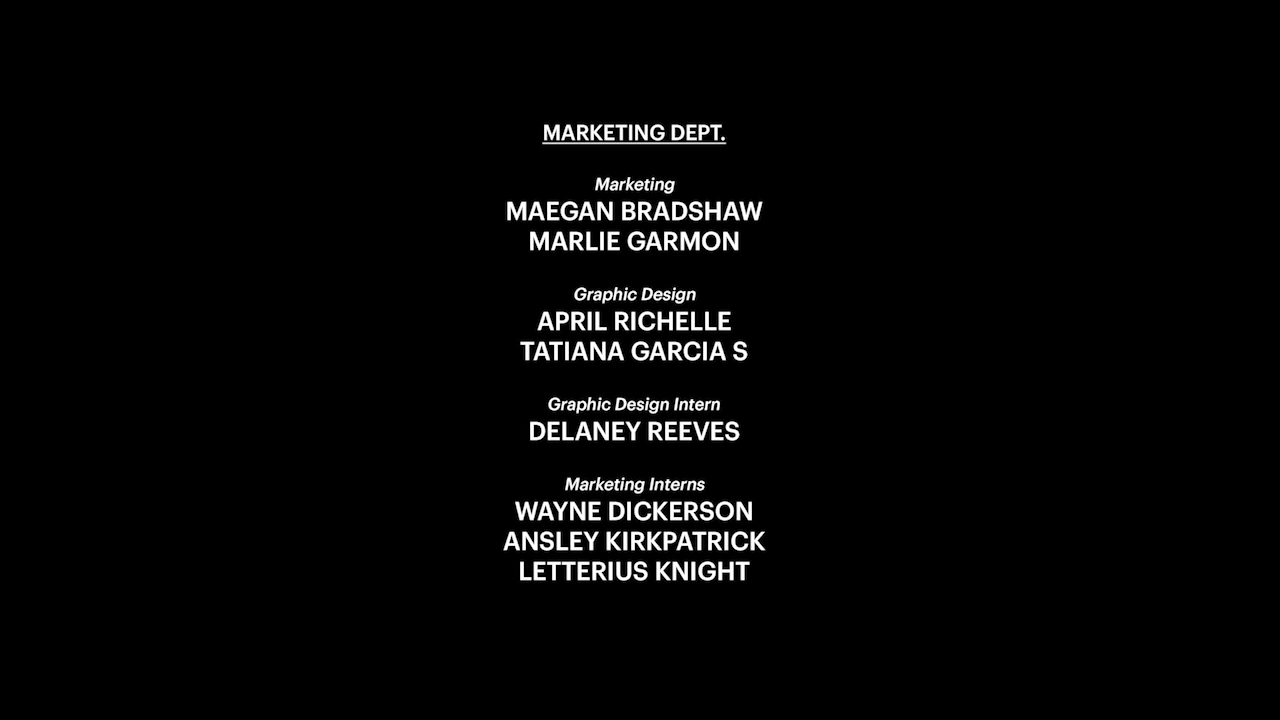 MARKETING DEPT.
Marketing
MAEGAN BRADSHAW
MARLIE GARMON
Graphic Design
APRIL RICHELLE
TATIANA GARCIA S
Graphic Design Intern
DELANEY REEVES
Marketing Interns
WAYNE DICKERSON
ANSLEY KIRKPATRICK
LETTERIUS KNIGHT